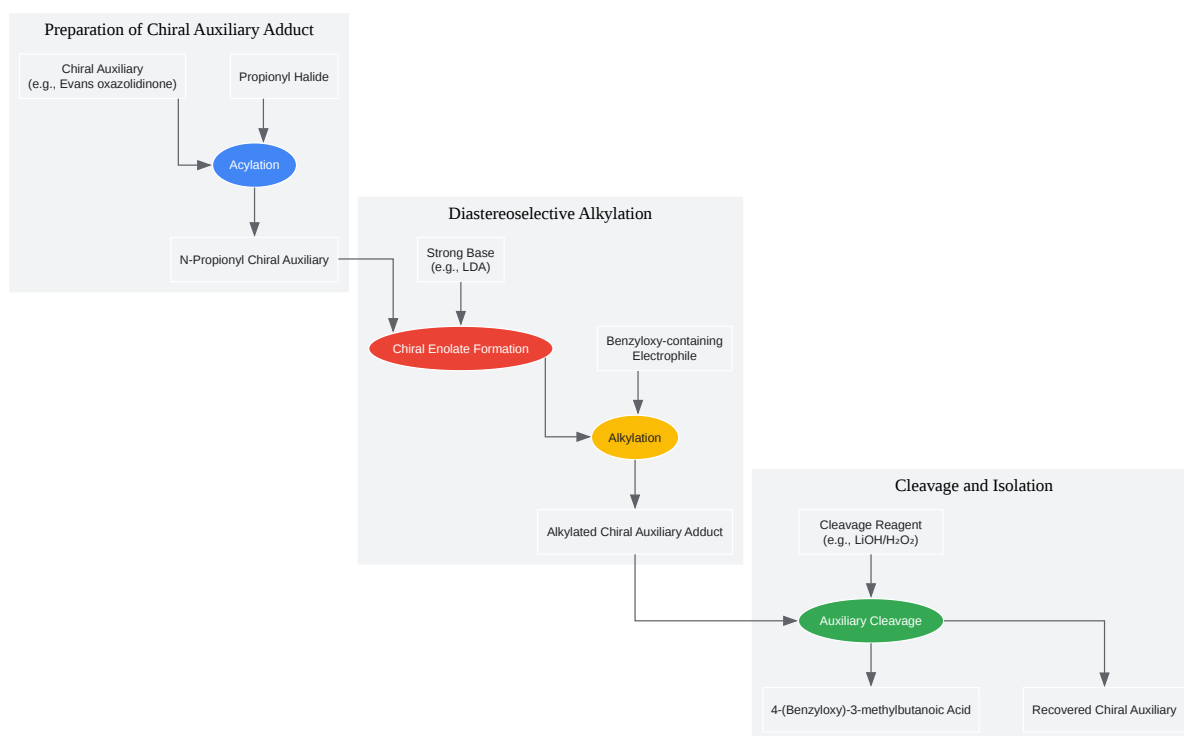 Preparation of Chiral Auxiliary Adduct
Chiral Auxiliary
(e.g., Evans oxazolidinone)
Propionyl Halide
Acylation
N-Propionyl Chiral Auxiliary
Diastereoselective Alkylation
Strong Base
(e.g., LDA)
Chiral Enolate Formation
Benzyloxy-containing
Electrophile
Alkylation
Alkylated Chiral Auxiliary Adduct
Cleavage and Isolation
Cleavage Reagent
(e.g., LiOH/H₂O₂)
Auxiliary Cleavage
4-(Benzyloxy)-3-methylbutanoic Acid
Recovered Chiral Auxiliary